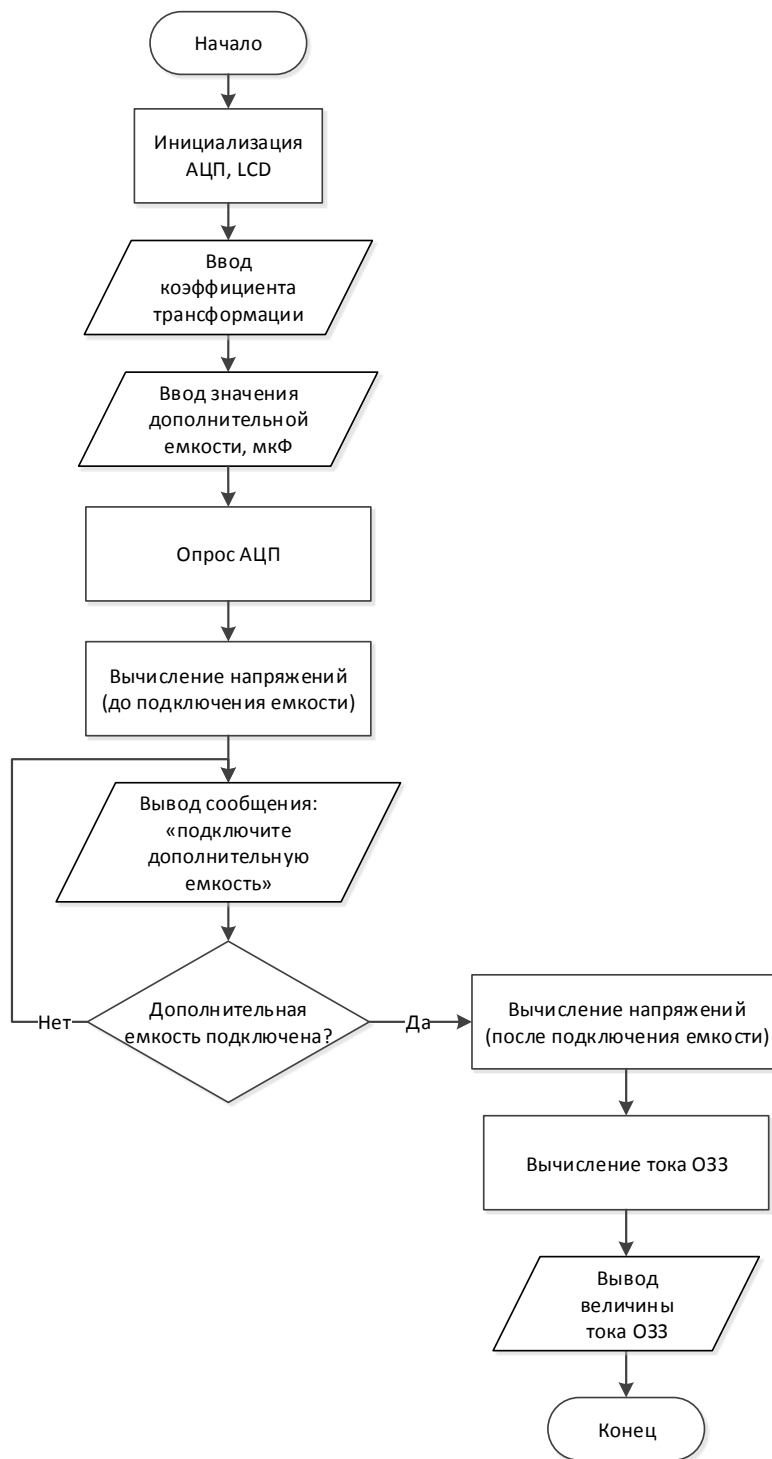 Начало
Инициализация
АЦП, LCD
Ввод
коэффициента
трансформации
Ввод значения
дополнительной
емкости, мкФ
Опрос АЦП
Вычисление напряжений
(до подключения емкости)
Вывод сообщения:
«подключите
дополнительную
емкость»
Дополнительная
емкость подключена?
Нет
Да
Вычисление напряжений
(после подключения емкости)
Вычисление тока ОЗЗ
Вывод
величины
тока ОЗЗ
Конец